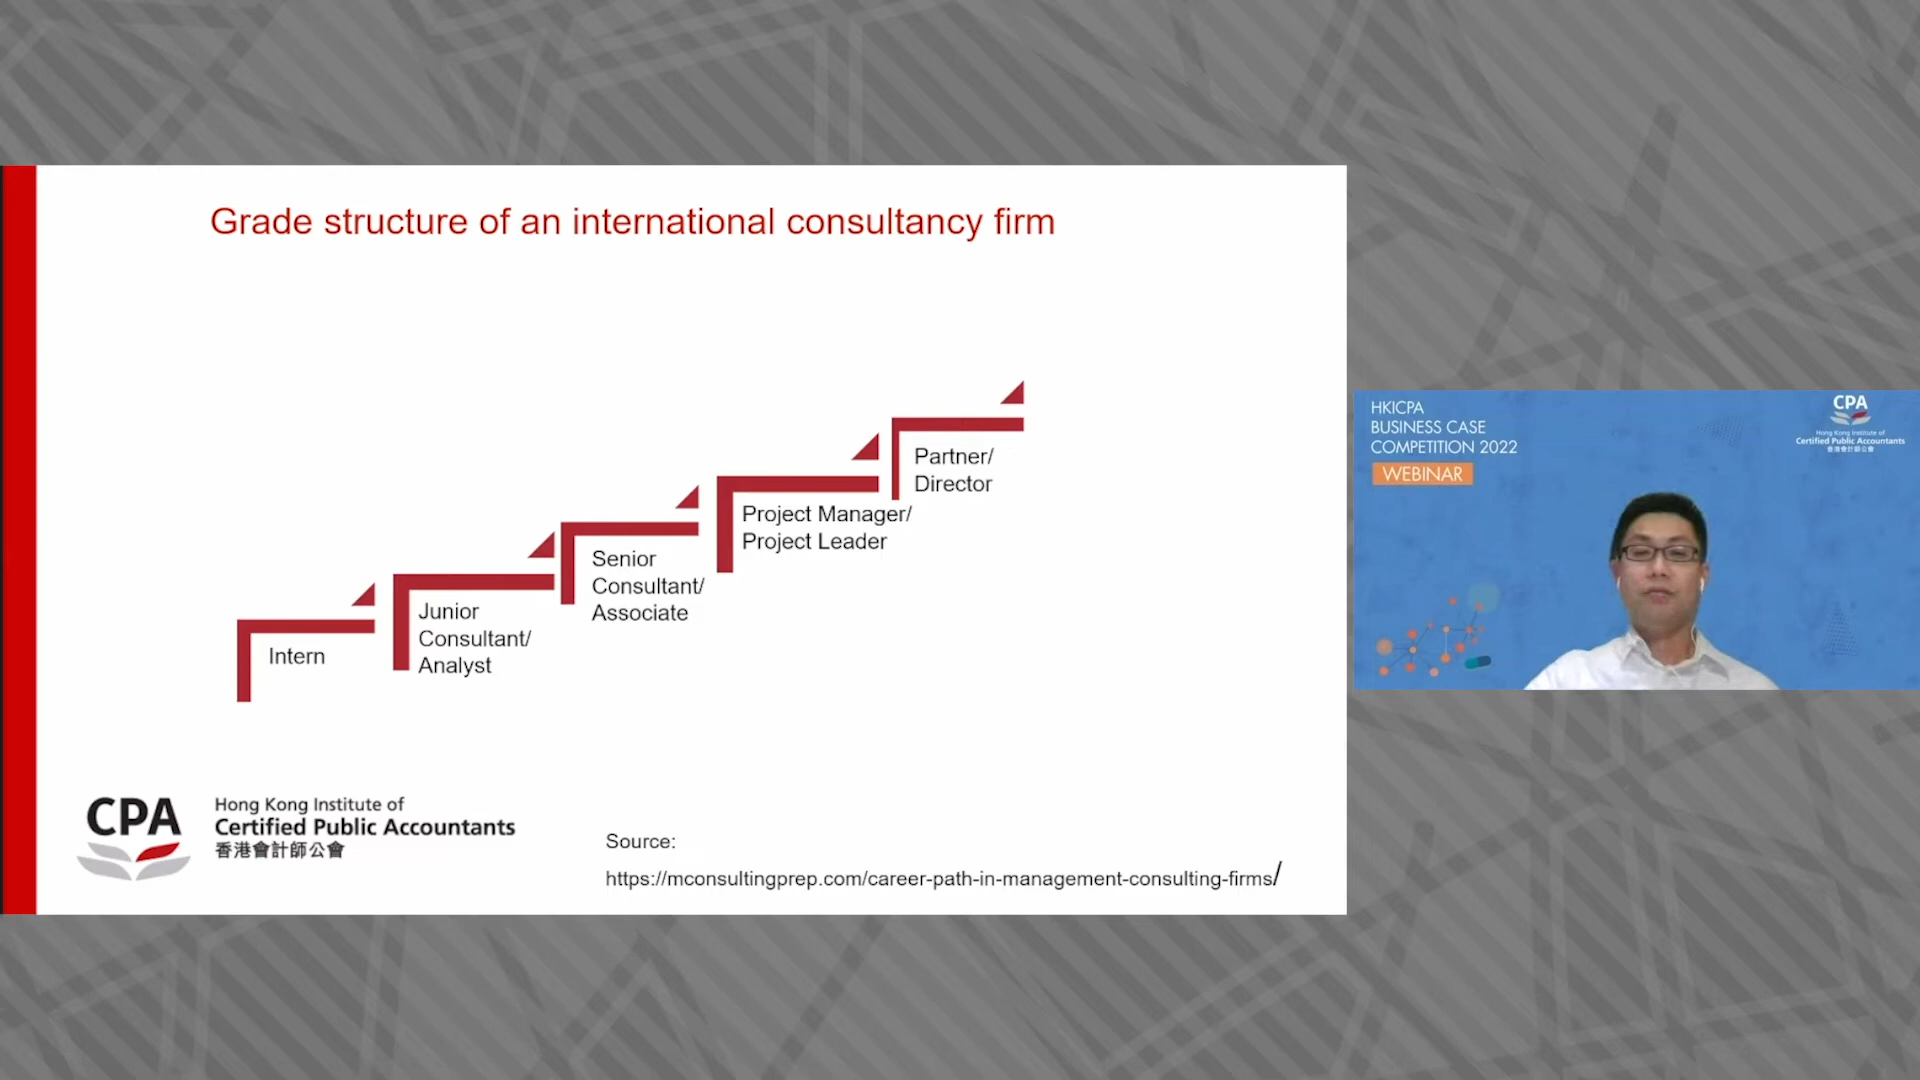 Grade structure of an international consultancy firm
Intern
Junior
Consultant/
Analyst
Senior
Consultant/
Associate
Project Manager/
Project Leader
Partner/
Director
CPA
Hong Kong Institute of
Certified Public Accountants
香港會計師公會
Source:
https://mconsultingprep.com/career-path-in-management-consulting-firms/
HKICPA
BUSINESS CASE
COMPETITION 2022
WEBINAR
CPA
Hong Kong Institute of
Certified Public Accountants
香港會計師公會